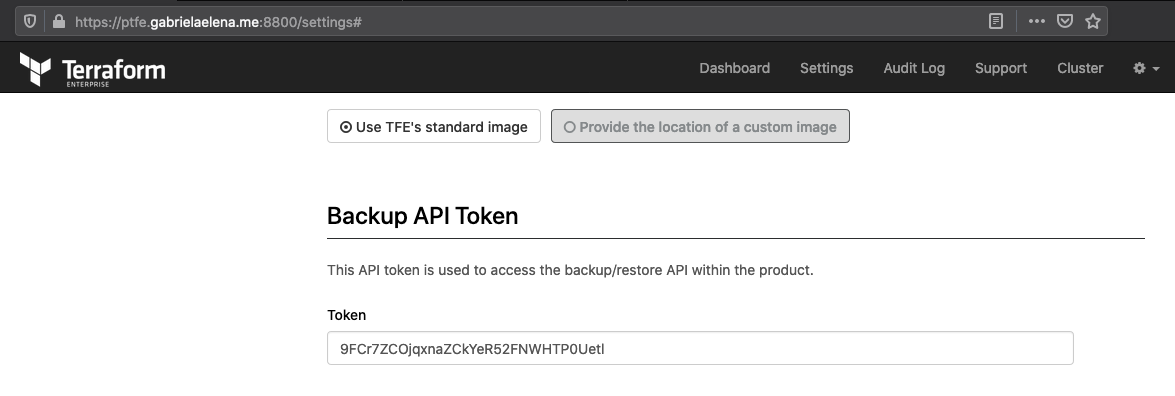 https://ptfe.gabrielaelena.me:8800/settings#
Terraform
ENTERPRISE
Dashboard
Settings
Audit Log
Support
Cluster
Use TFE's standard image
Provide the location of a custom image
Backup API Token
This API token is used to access the backup/restore API within the product.
Token
9FCr7ZCOjqxnaZCkYeR52FNWHTP0UetI